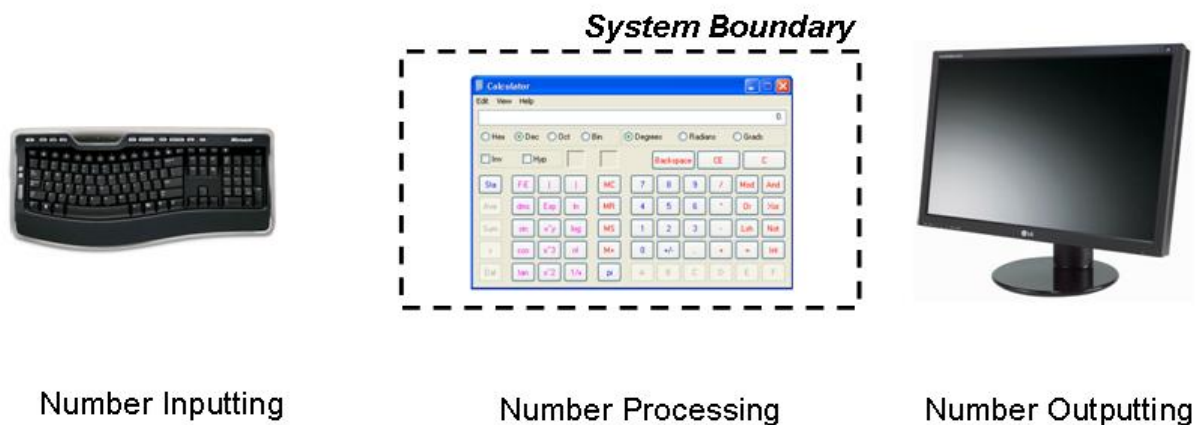 System Boundary
Calculator
Edit View Help
0.
Hex Dec Oct Bin Degrees Radians Grads
Inv Hyp Backspace CE C
Sta F-E ( ) MC 7 8 9 / Mod And
Ave dms Exp ln MR 4 5 6 * Or Xor
Sum sin x^y log MS 1 2 3 - Lsh Not
s cos x^3 n! M+ 0 +/- . + = Int
Dat tan x^2 1/x pi A B C D E F
Microsoft
LG
Number Inputting
Number Processing
Number Outputting